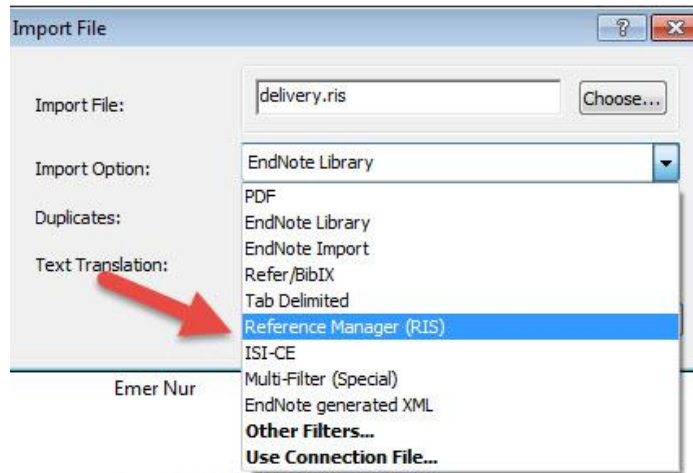 Import File
Import File:
delivery.ris
Choose...
Import Option:
EndNote Library
Duplicates:
Text Translation:
PDF
EndNote Library
EndNote Import
Refer/BibIX
Tab Delimited
Reference Manager (RIS)
ISI-CE
Multi-Filter (Special)
EndNote generated XML
Other Filters...
Use Connection File...
Emer Nur